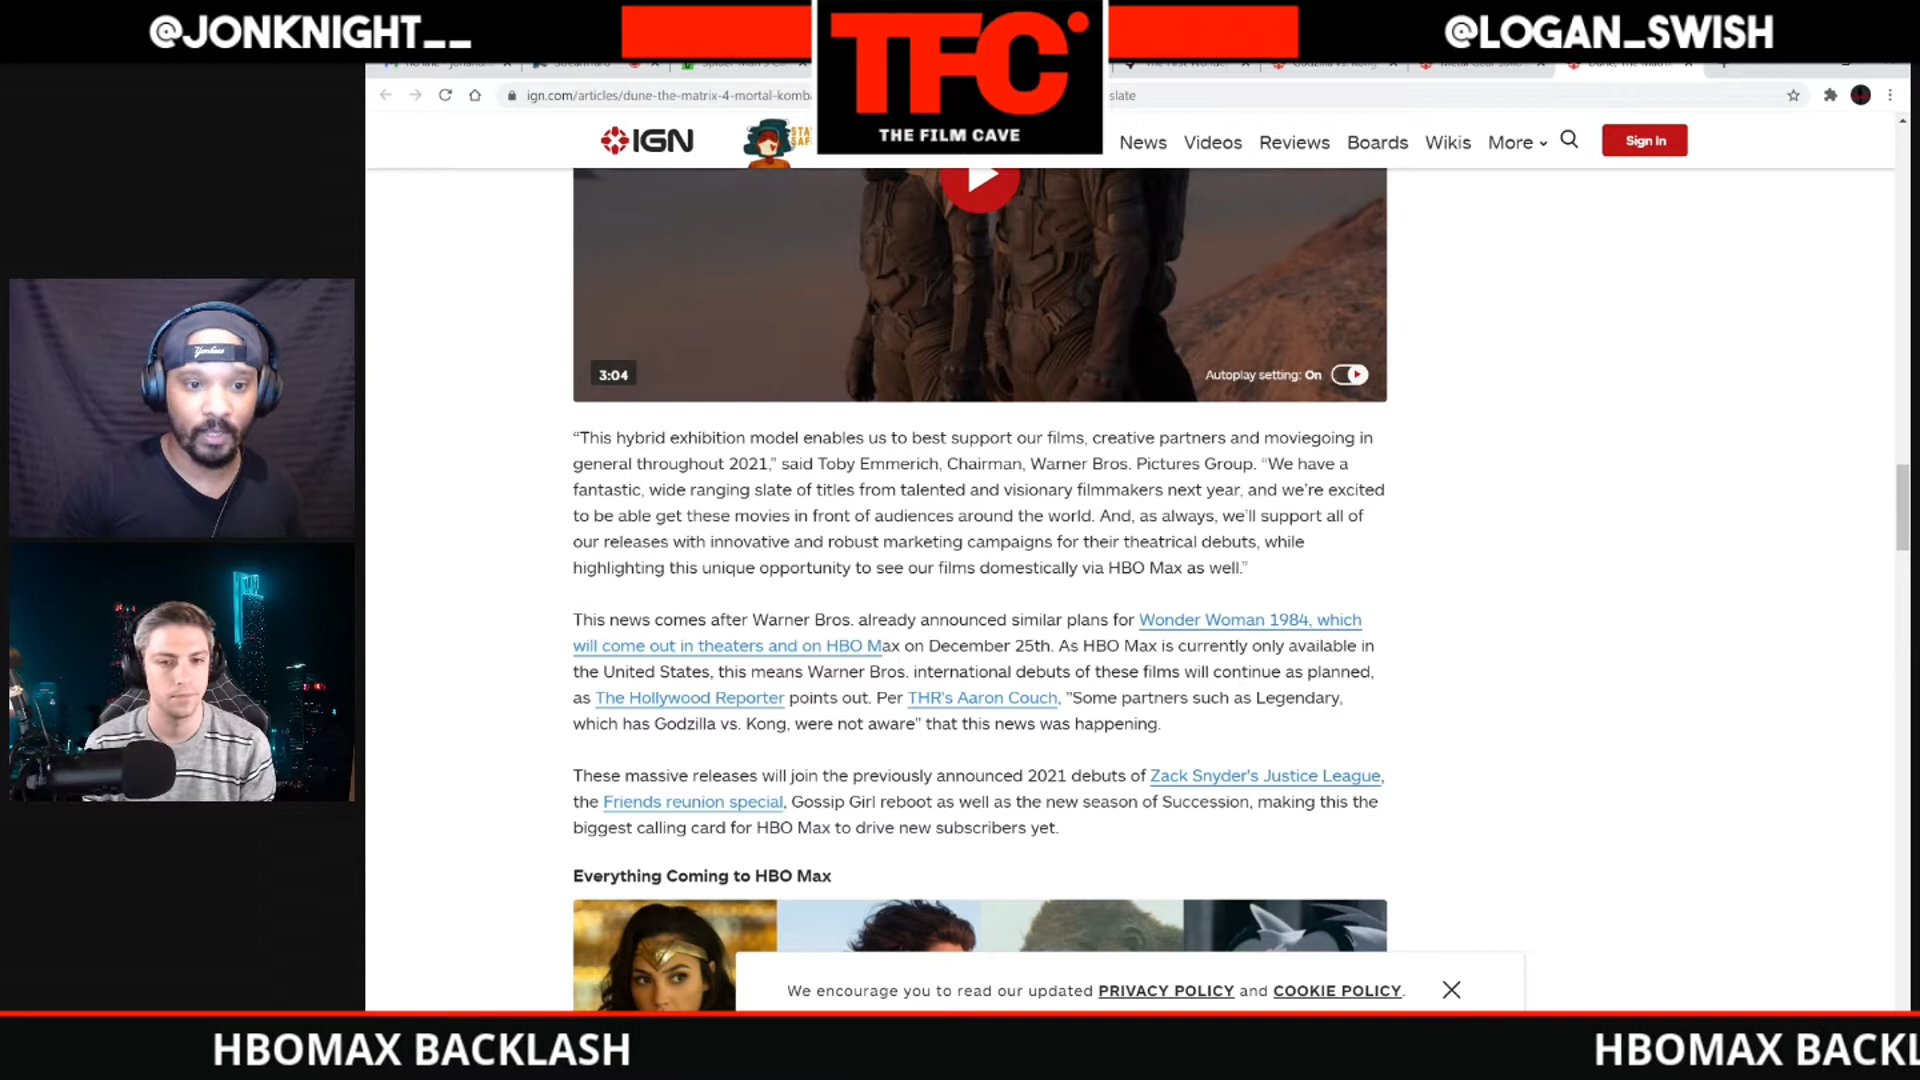 @JONKNIGHT__
TFC
THE FILM CAVE
@LOGAN_SWISH
ign.com/articles/dune-the-matrix-4-mortal-komba
slate
IGN
News Videos Reviews Boards Wikis More
Sign In
3:04
Autoplay setting: On
Yankees
“This hybrid exhibition model enables us to best support our films, creative partners and moviegoing in
general throughout 2021,” said Toby Emmerich, Chairman, Warner Bros. Pictures Group. “We have a
fantastic, wide ranging slate of titles from talented and visionary filmmakers next year, and we’re excited
to be able get these movies in front of audiences around the world. And, as always, we’ll support all of
our releases with innovative and robust marketing campaigns for their theatrical debuts, while
highlighting this unique opportunity to see our films domestically via HBO Max as well.”
This news comes after Warner Bros. already announced similar plans for Wonder Woman 1984, which
will come out in theaters and on HBO Max on December 25th. As HBO Max is currently only available in
the United States, this means Warner Bros. international debuts of these films will continue as planned,
as The Hollywood Reporter points out. Per THR's Aaron Couch, "Some partners such as Legendary,
which has Godzilla vs. Kong, were not aware" that this news was happening.
These massive releases will join the previously announced 2021 debuts of Zack Snyder's Justice League,
the Friends reunion special, Gossip Girl reboot as well as the new season of Succession, making this the
biggest calling card for HBO Max to drive new subscribers yet.
Everything Coming to HBO Max
We encourage you to read our updated PRIVACY POLICY and COOKIE POLICY.
HBOMAX BACKLASH
HBOMAX BACKL